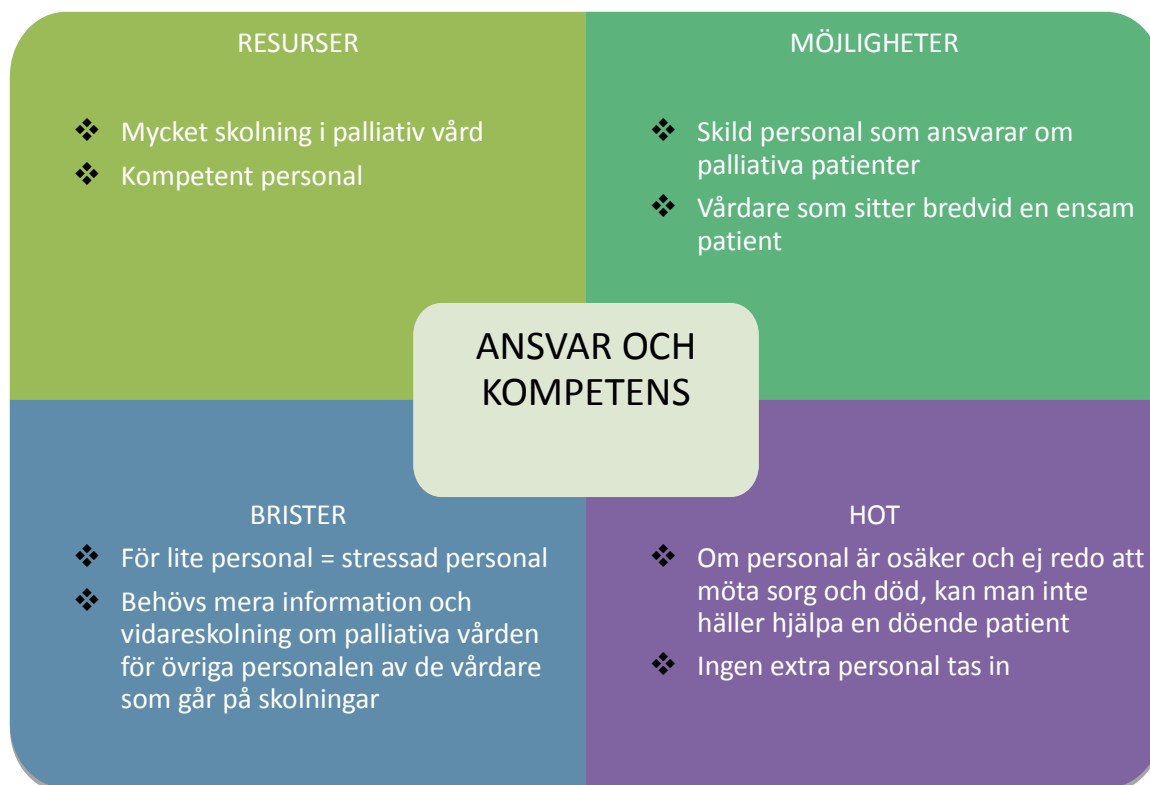 RESURSER
❖ Mycket skolning i palliativ vård
❖ Kompetent personal
MÖJLIGHETER
❖ Skild personal som ansvarar om
palliativa patienter
❖ Vårdare som sitter bredvid en ensam
patient
ANSVAR OCH
KOMPETENS
BRISTER
❖ För lite personal = stressad personal
❖ Behövs mera information och
vidareskolning om palliativa vården
för övriga personalen av de vårdare
som går på skolningar
HOT
❖ Om personal är osäker och ej redo att
möta sorg och död, kan man inte
häller hjälpa en döende patient
❖ Ingen extra personal tas in